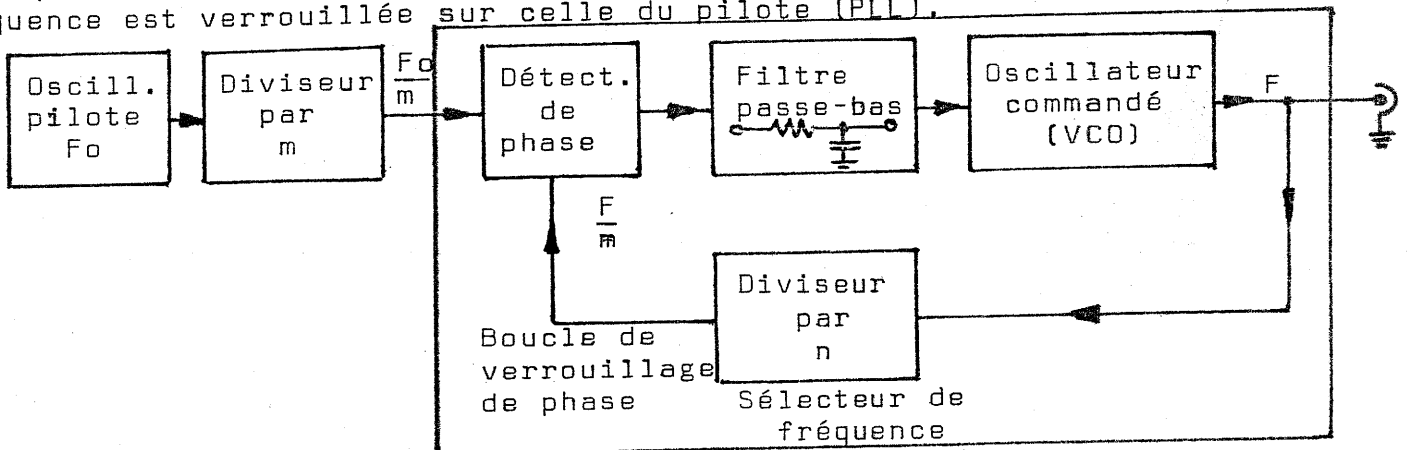 quence est verrouillée sur celle du pilote (PLL).
Oscill.
pilote
Fo
Diviseur
par
m
Fo
m
Détect.
de
phase
Filtre
passe-bas
Oscillateur
commandé
(VCO)
F
F
m
Diviseur
par
n
Boucle de
verrouillage
de phase
Sélecteur de
fréquence